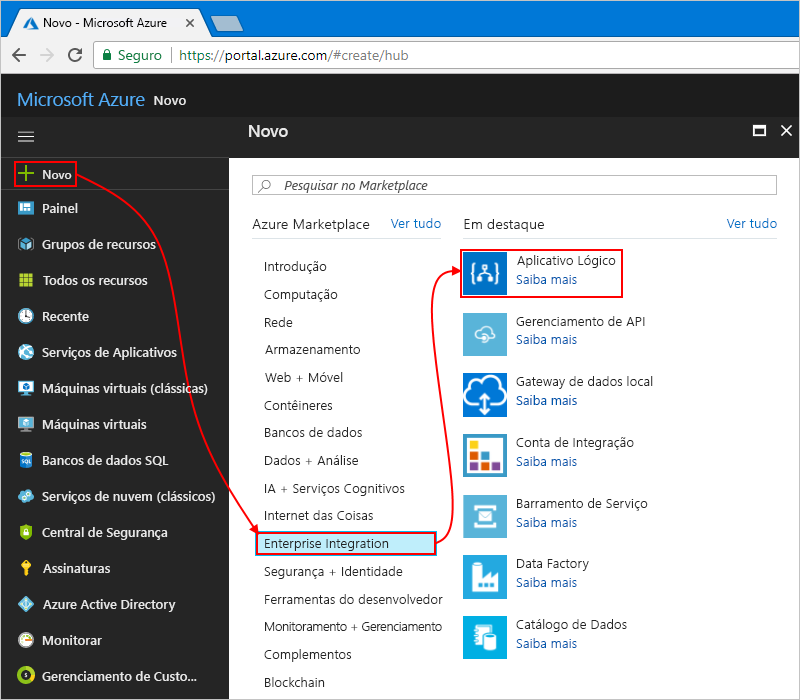 Novo - Microsoft Azure
Seguro
https://portal.azure.com/#create/hub
Microsoft Azure Novo
Novo
Novo
Painel
Grupos de recursos
Todos os recursos
Recente
Serviços de Aplicativos
Máquinas virtuais (clássicas)
Máquinas virtuais
Bancos de dados SQL
Serviços de nuvem (clássicos)
Central de Segurança
Assinaturas
Azure Active Directory
Monitorar
Gerenciamento de Custo...
Pesquisar no Marketplace
Azure Marketplace Ver tudo
Introdução
Computação
Rede
Armazenamento
Web + Móvel
Contêineres
Bancos de dados
Dados + Análise
IA + Serviços Cognitivos
Internet das Coisas
Enterprise Integration
Segurança + Identidade
Ferramentas do desenvolvedor
Monitoramento + Gerenciamento
Complementos
Blockchain
Em destaque Ver tudo
Aplicativo Lógico
Saiba mais
Gerenciamento de API
Saiba mais
Gateway de dados local
Saiba mais
Conta de Integração
Saiba mais
Barramento de Serviço
Saiba mais
Data Factory
Saiba mais
Catálogo de Dados
Saiba mais